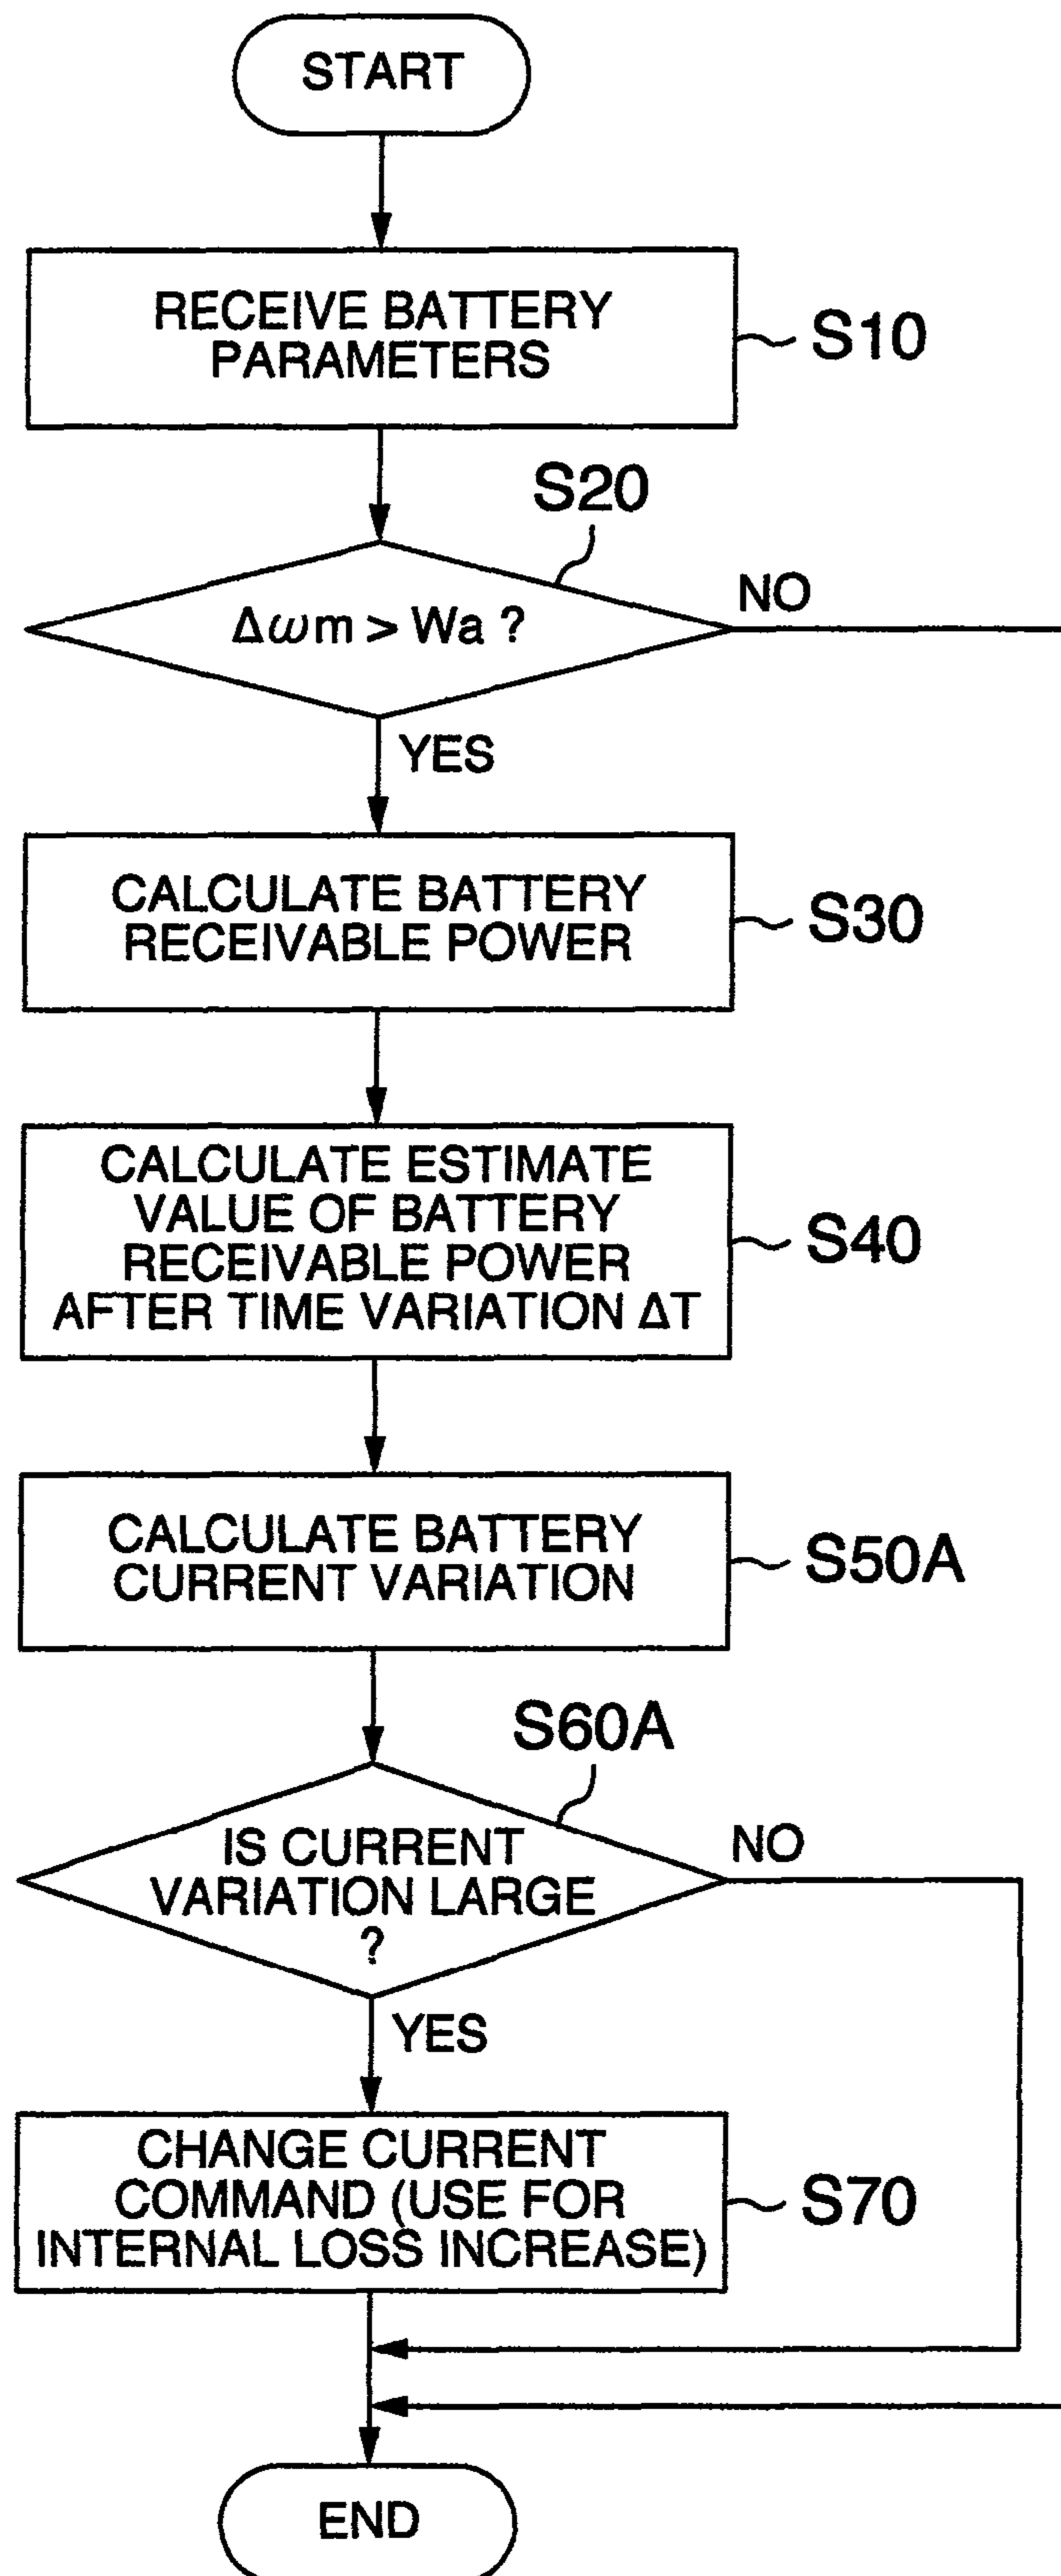 START
RECEIVE BATTERY
PARAMETERS
S10
S20
Δωm > Wa ?
NO
YES
CALCULATE BATTERY
RECEIVABLE POWER
S30
CALCULATE ESTIMATE
VALUE OF BATTERY
RECEIVABLE POWER
AFTER TIME VARIATION ΔT
S40
CALCULATE BATTERY
CURRENT VARIATION
S50A
S60A
IS CURRENT
VARIATION LARGE
?
NO
YES
CHANGE CURRENT
COMMAND (USE FOR
INTERNAL LOSS INCREASE)
S70
END